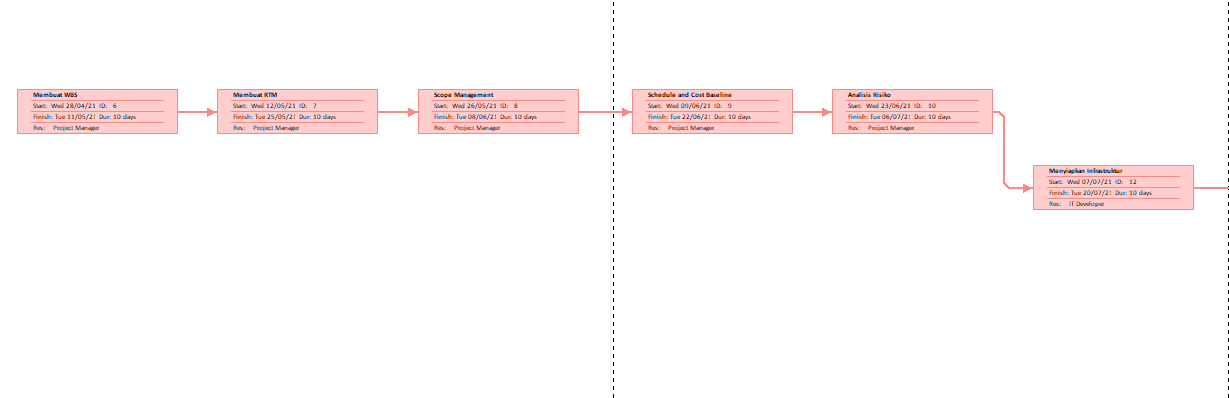 Membuat WBS
Start: Wed 28/04/21 ID: 6
Finish: Tue 11/05/21 Dur: 10 days
Res: Project Manager
Membuat RTM
Start: Wed 12/05/21 ID: 7
Finish: Tue 25/05/21 Dur: 10 days
Res: Project Manager
Scope Management
Start: Wed 26/05/21 ID: 8
Finish: Tue 08/06/21 Dur: 10 days
Res: Project Manager
Schedule and Cost Baseline
Start: Wed 09/06/21 ID: 9
Finish: Tue 22/06/21 Dur: 10 days
Res: Project Manager
Analisis Risiko
Start: Wed 23/06/21 ID: 10
Finish: Tue 06/07/21 Dur: 10 days
Res: Project Manager
Menyiapkan Infrastruktur
Start: Wed 07/07/21 ID: 12
Finish: Tue 20/07/21 Dur: 10 days
Res: IT Developer